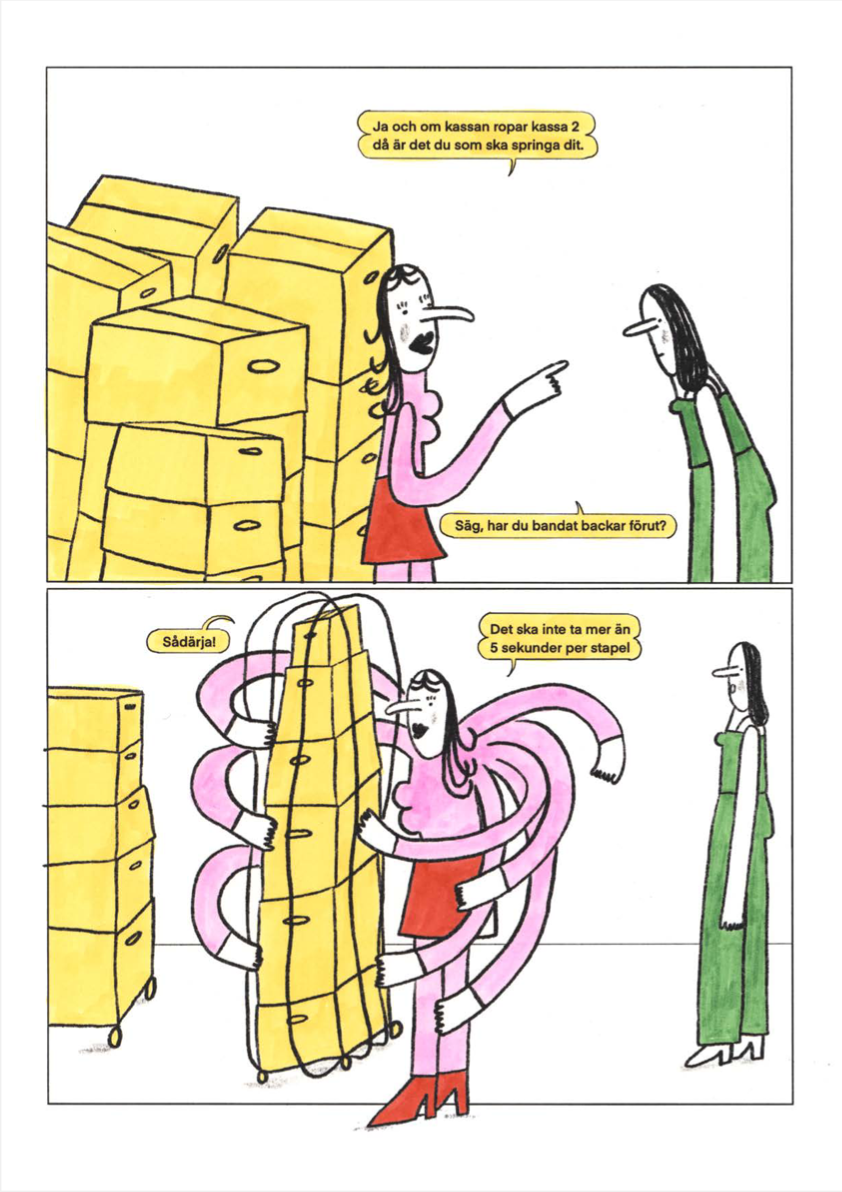 Ja och om kassan ropar kassa 2
då är det du som ska springa dit.
Säg, har du bandat backar förut?
Sådärja!
Det ska inte ta mer än
5 sekunder per stapel